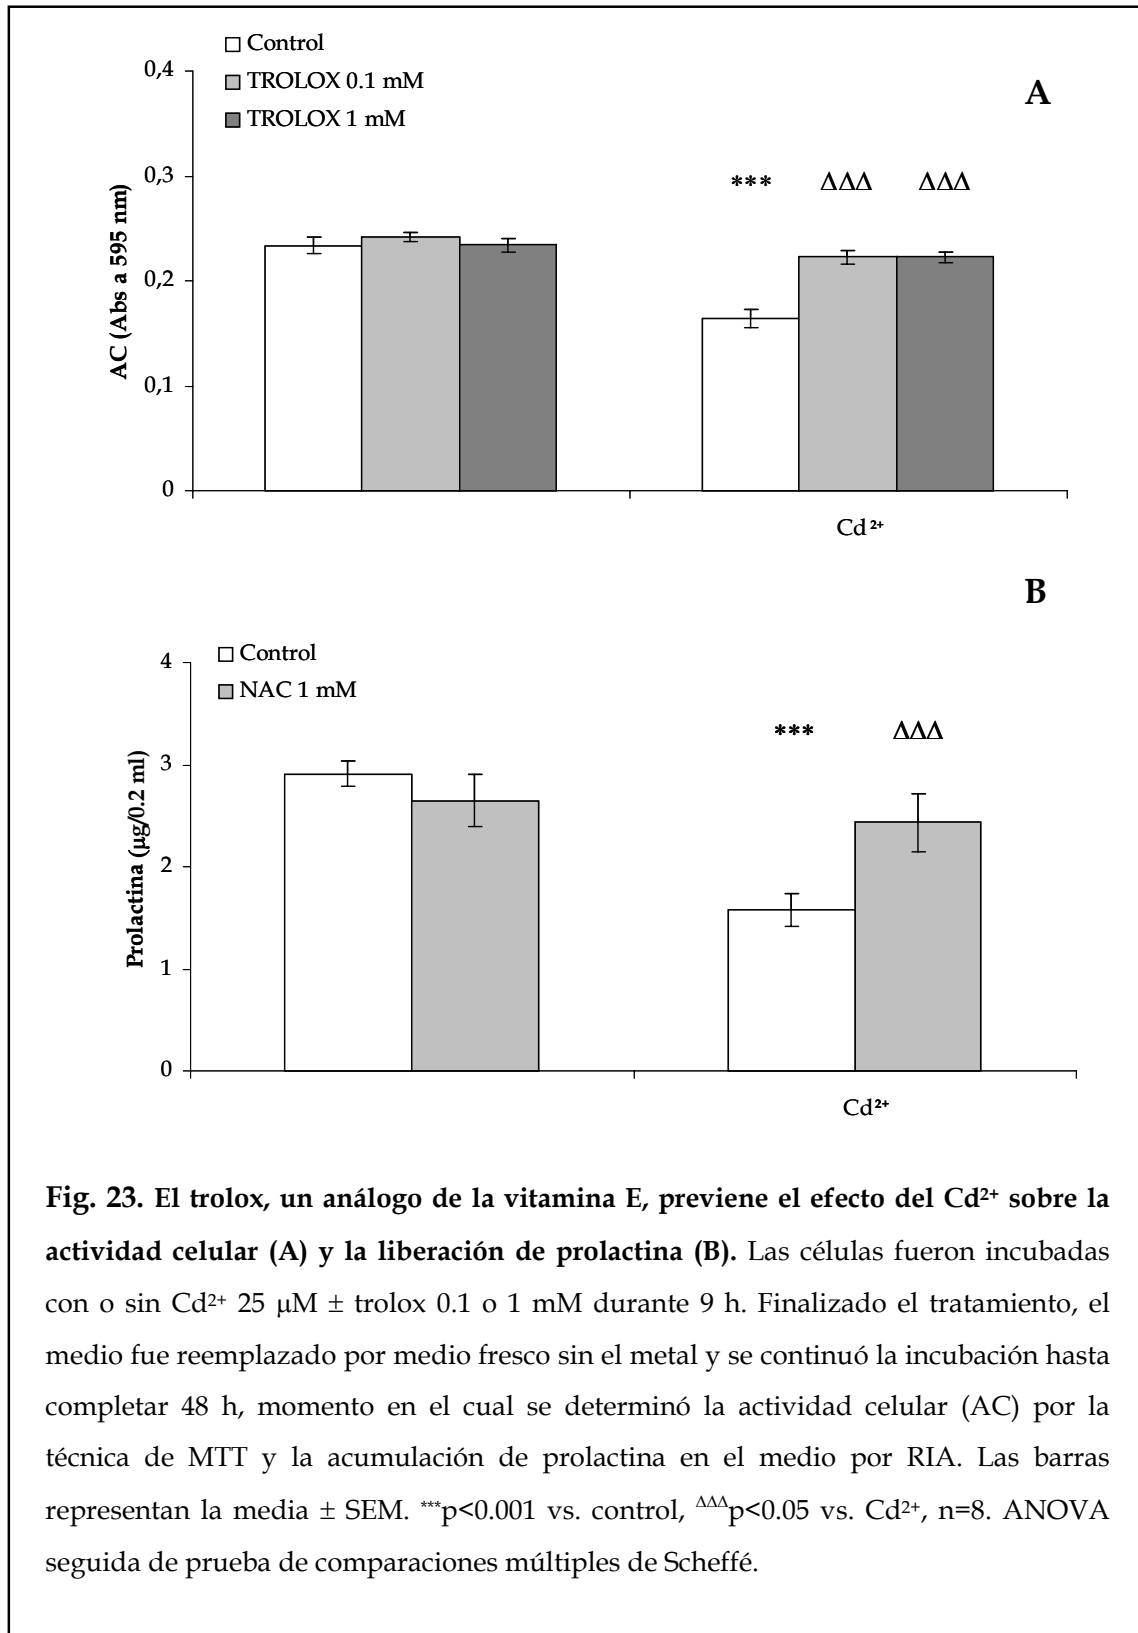 Control
TROLOX 0.1 mM
TROLOX 1 mM
A
0,4
0,3
0,2
0,1
0
AC (Abs a 595 nm)
*** ΔΔΔ ΔΔΔ
Cd²⁺
B
Control
NAC 1 mM
4
3
2
1
0
Prolactina (µg/0.2 ml)
*** ΔΔΔ
Cd²⁺
Fig. 23. El trolox, un análogo de la vitamina E, previene el efecto del Cd²⁺ sobre la
actividad celular (A) y la liberación de prolactina (B). Las células fueron incubadas
con o sin Cd²⁺ 25 µM ± trolox 0.1 o 1 mM durante 9 h. Finalizado el tratamiento, el
medio fue reemplazado por medio fresco sin el metal y se continuó la incubación hasta
completar 48 h, momento en el cual se determinó la actividad celular (AC) por la
técnica de MTT y la acumulación de prolactina en el medio por RIA. Las barras
representan la media ± SEM. ***p<0.001 vs. control, ΔΔΔp<0.05 vs. Cd²⁺, n=8. ANOVA
seguida de prueba de comparaciones múltiples de Scheffé.